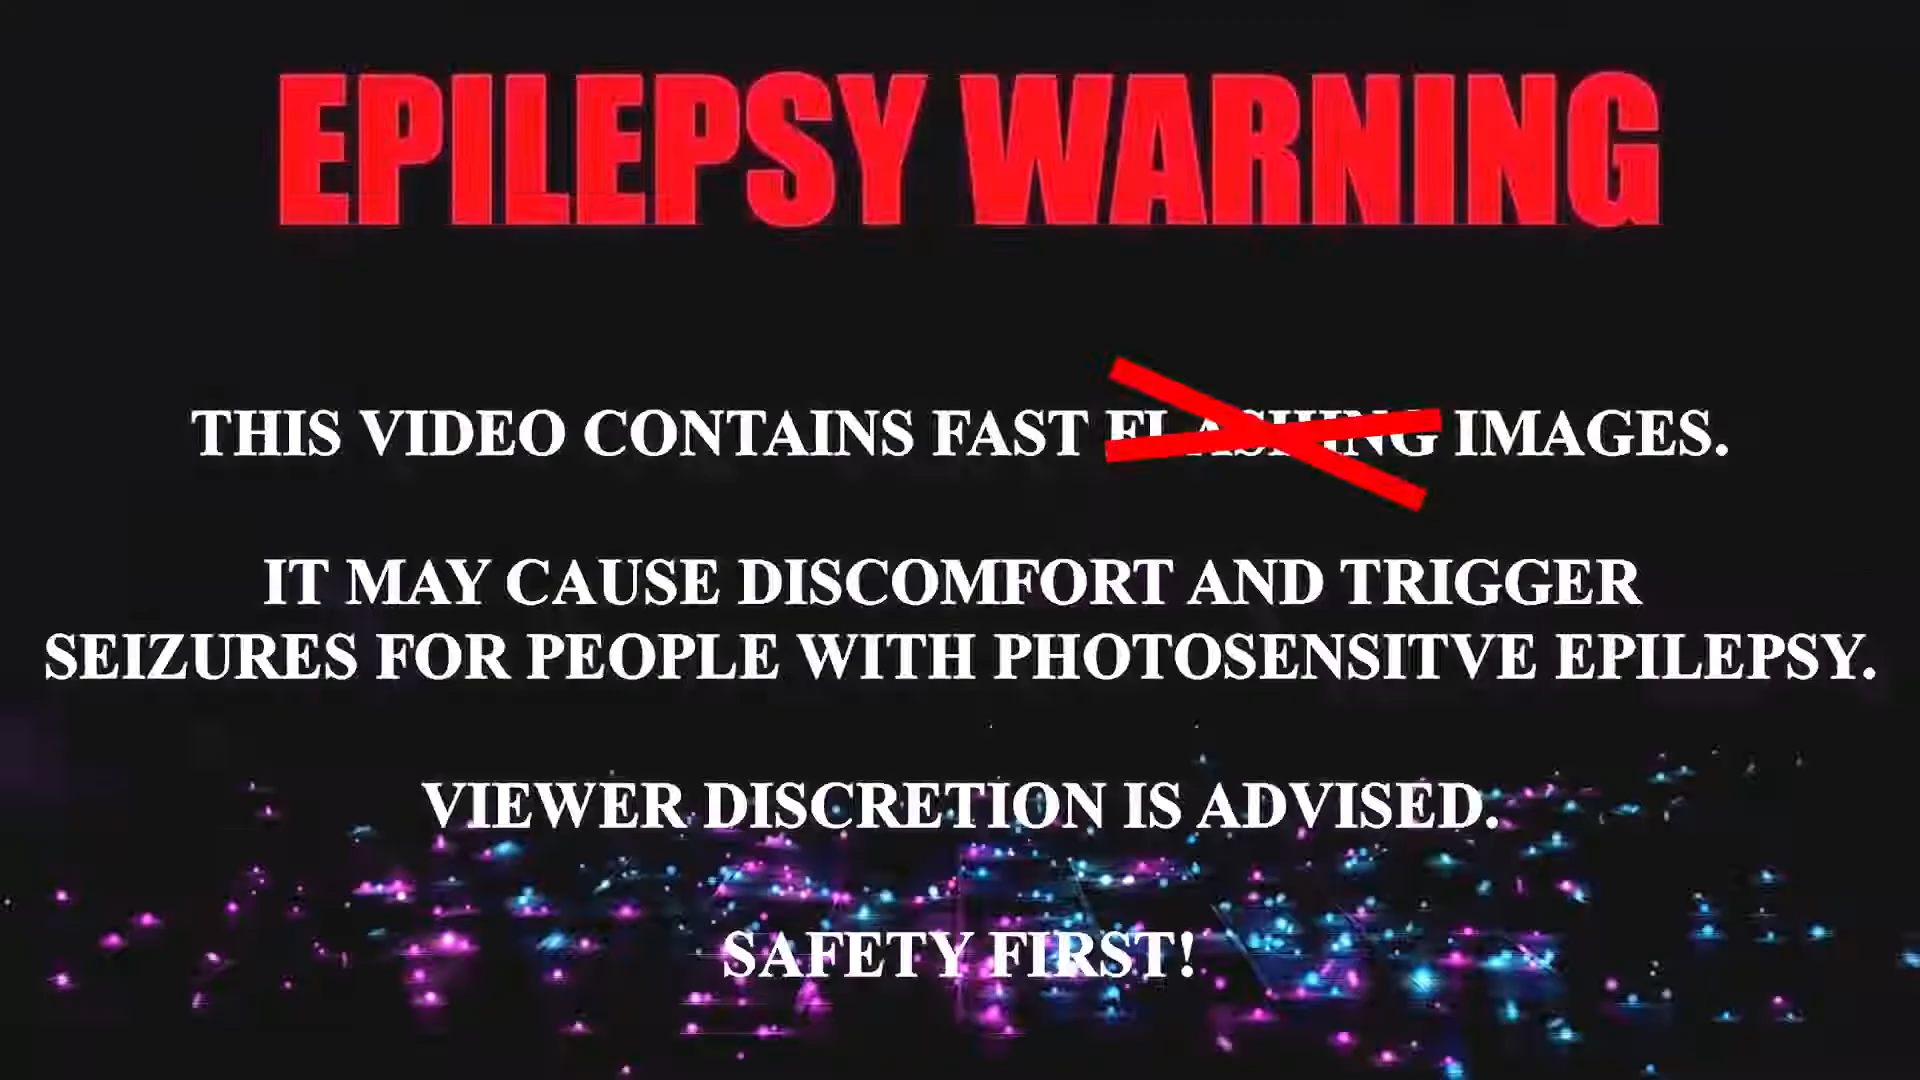 EPILEPSY WARNING
THIS VIDEO CONTAINS FAST FLASHING IMAGES.
IT MAY CAUSE DISCOMFORT AND TRIGGER
SEIZURES FOR PEOPLE WITH PHOTOSENSITVE EPILEPSY.
VIEWER DISCRETION IS ADVISED.
SAFETY FIRST!